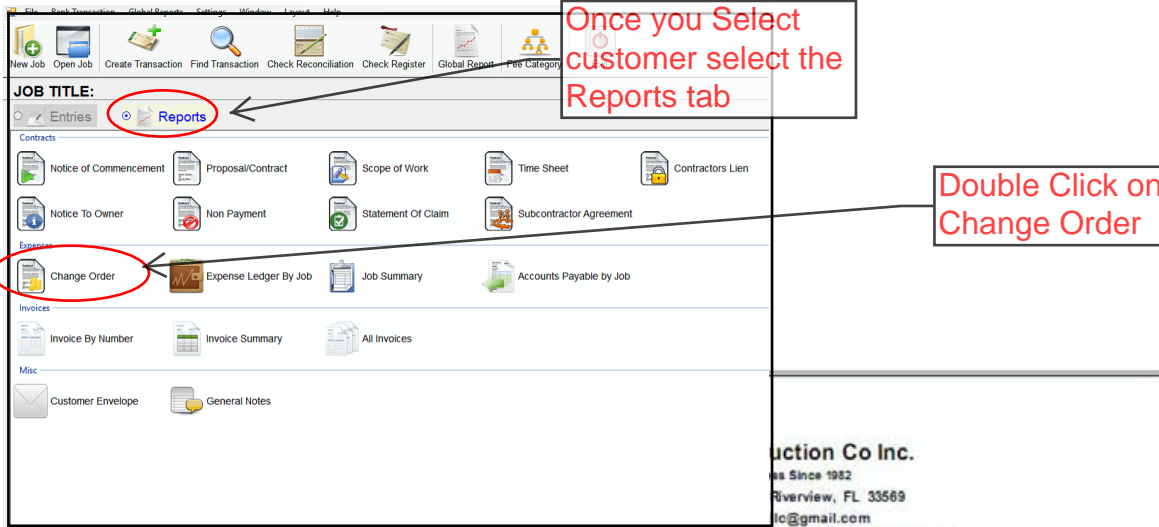 File Bank Transaction Global Reports Settings Window Layout Help
Once you Select
customer select the
Reports tab
New Job Open Job Create Transaction Find Transaction Check Reconciliation Check Register Global Report Fee Category
JOB TITLE:
Entries Reports
Contracts
Notice of Commencement Proposal/Contract Scope of Work Time Sheet Contractors Lien
Notice To Owner Non Payment Statement Of Claim Subcontractor Agreement
Double Click on
Change Order
Expenses
Change Order Expense Ledger By Job Job Summary Accounts Payable by Job
Invoices
Invoice By Number Invoice Summary All Invoices
Misc
Customer Envelope General Notes
uction Co Inc.
ss Since 1982
Riverview, FL 33569
lc@gmail.com